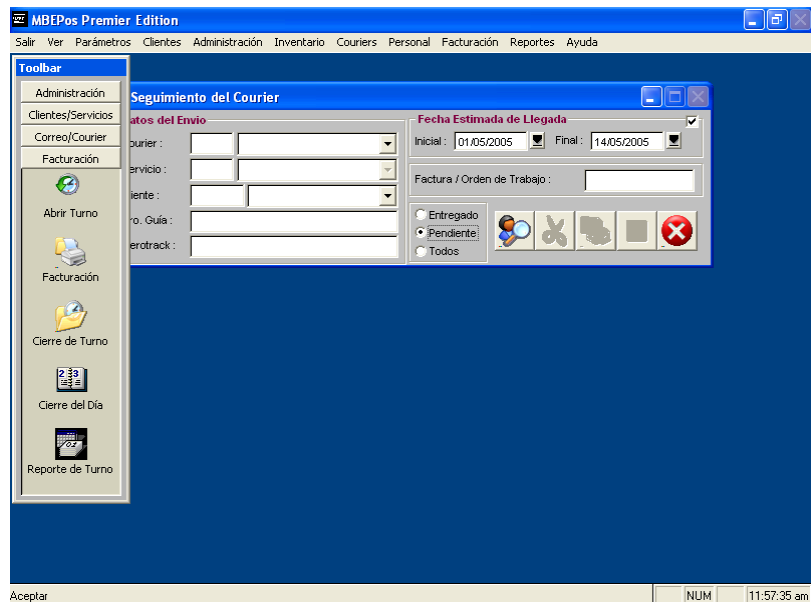 MBEPos Premier Edition
Salir Ver Parámetros Clientes Administración Inventario Couriers Personal Facturación Reportes Ayuda
Toolbar
Administración
Clientes/Servicios
Correo/Courier
Facturación
Abrir Turno
Facturación
Cierre de Turno
2 3
Cierre del Día
Reporte de Turno
Seguimiento del Courier
atos del Envio
ourier :
ervicio :
iente :
ro. Guía :
erotrack :
Fecha Estimada de Llegada
Inicial : 01/05/2005 Final : 14/05/2005
Factura / Orden de Trabajo :
Entregado
Pendiente
Todos
Aceptar NUM 11:57:35 am